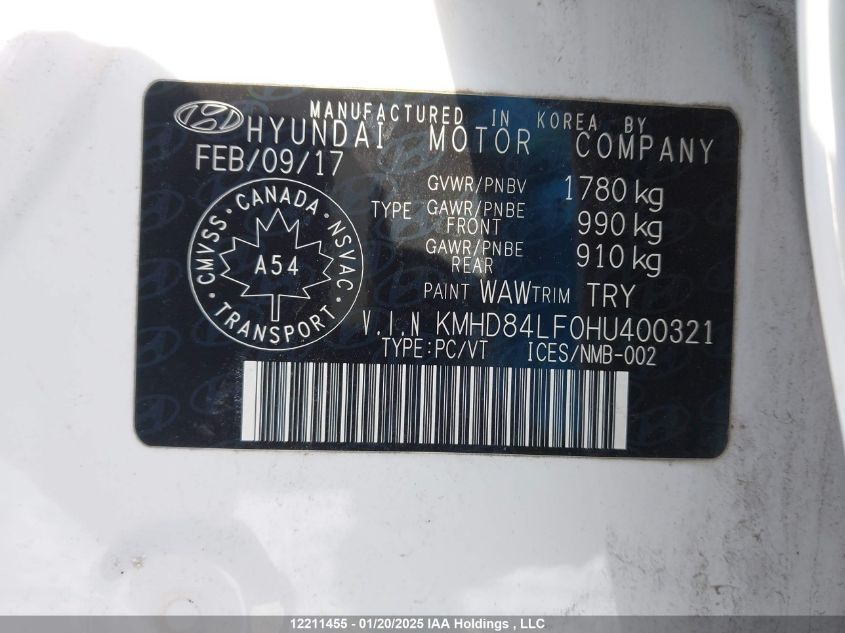 MANUFACTURED IN KOREA BY
HYUNDAI MOTOR COMPANY
FEB/09/17
GVWR/PNBV 1780 kg
TYPE GAWR/PNBE FRONT 990 kg
GAWR/PNBE REAR 910 kg
PAINT WAW TRIM TRY
CMVSS · CANADA · NSVAC · TRANSPORT ·
A54
V.I.N KMHD84LF0HU400321
TYPE:PC/VT ICES/NMB-002
12211455 - 01/20/2025 IAA Holdings , LLC